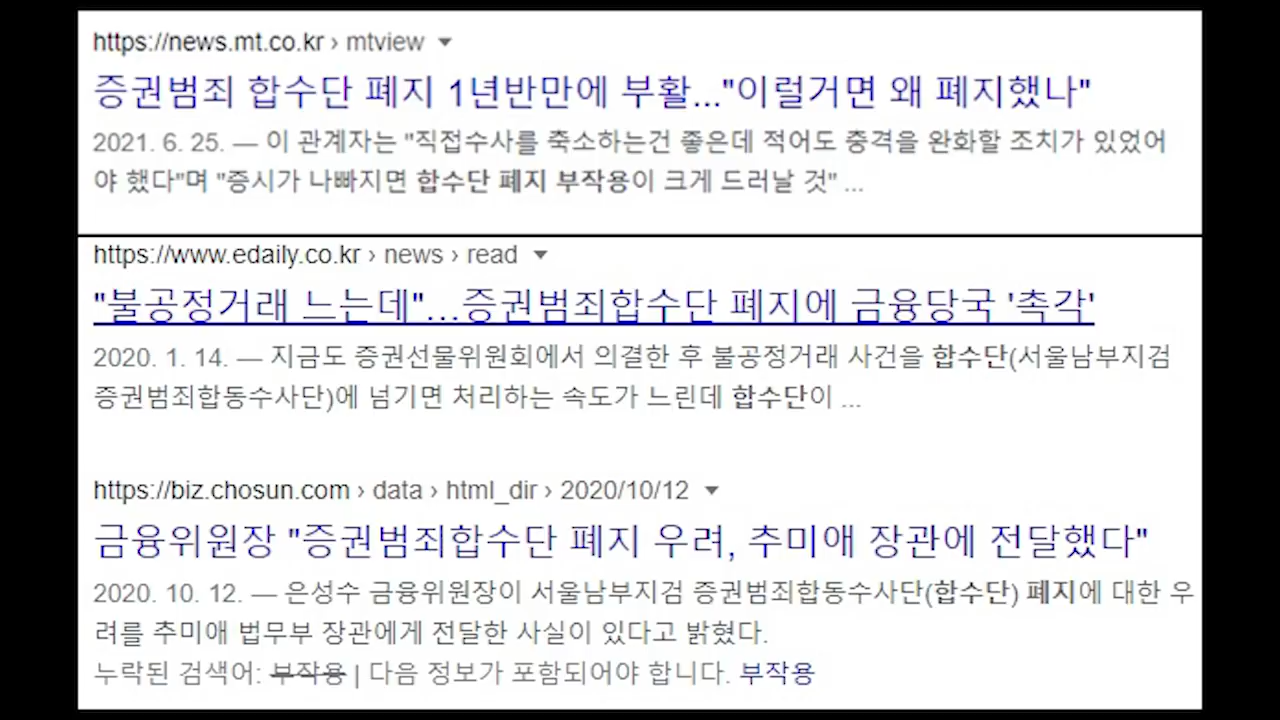 https://news.mt.co.kr › mtview
증권범죄 합수단 폐지 1년반만에 부활..."이럴거면 왜 폐지했나"
2021. 6. 25. — 이 관계자는 "직접수사를 축소하는건 좋은데 적어도 충격을 완화할 조치가 있었어
야 했다"며 "증시가 나빠지면 합수단 폐지 부작용이 크게 드러날 것" ...
https://www.edaily.co.kr › news › read
"불공정거래 느는데"...증권범죄합수단 폐지에 금융당국 '촉각'
2020. 1. 14. — 지금도 증권선물위원회에서 의결한 후 불공정거래 사건을 합수단(서울남부지검
증권범죄합동수사단)에 넘기면 처리하는 속도가 느린데 합수단이 ...
https://biz.chosun.com › data › html_dir › 2020/10/12
금융위원장 "증권범죄합수단 폐지 우려, 추미애 장관에 전달했다"
2020. 10. 12. — 은성수 금융위원장이 서울남부지검 증권범죄합동수사단(합수단) 폐지에 대한 우
려를 추미애 법무부 장관에게 전달한 사실이 있다고 밝혔다.
누락된 검색어: 부작용 | 다음 정보가 포함되어야 합니다. 부작용